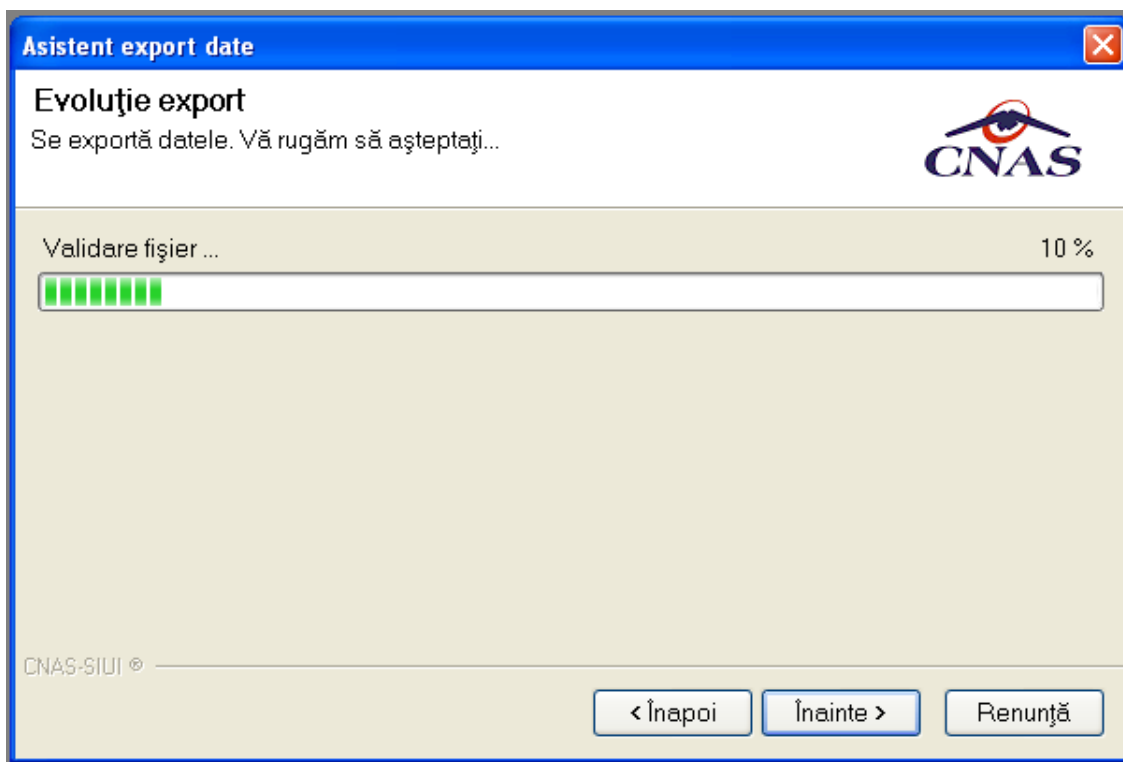 Asistent export date
Evoluţie export
Se exportă datele. Vă rugăm să aşteptaţi...
CNAS
Validare fişier ... 10 %
CNAS-SIUI ®
< Înapoi Înainte > Renunţă